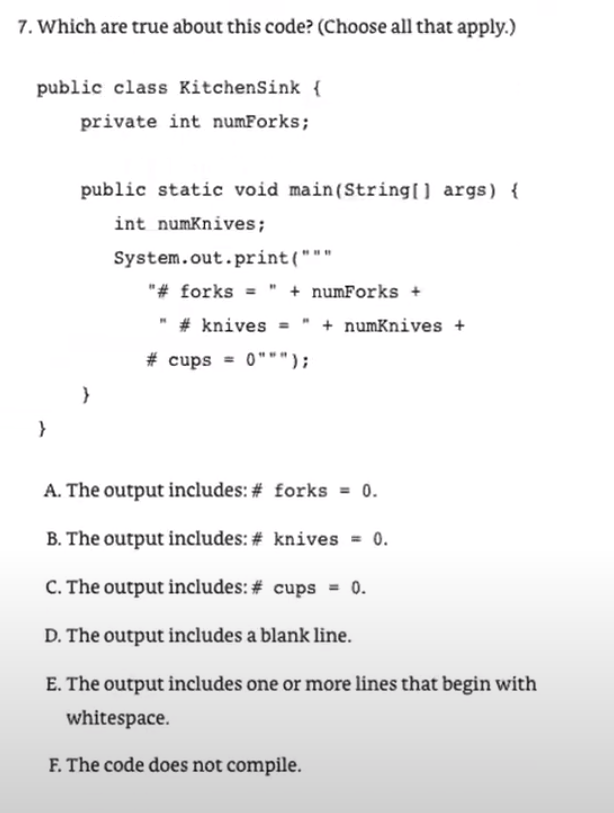 7. Which are true about this code? (Choose all that apply.)
public class KitchenSink {
private int numForks;
public static void main(String[] args) {
int numKnives;
System.out.print("""
"# forks = " + numForks +
" # knives = " + numKnives +
# cups = 0""");
}
}
A. The output includes: # forks = 0.
B. The output includes: # knives = 0.
C. The output includes: # cups = 0.
D. The output includes a blank line.
E. The output includes one or more lines that begin with
whitespace.
F. The code does not compile.